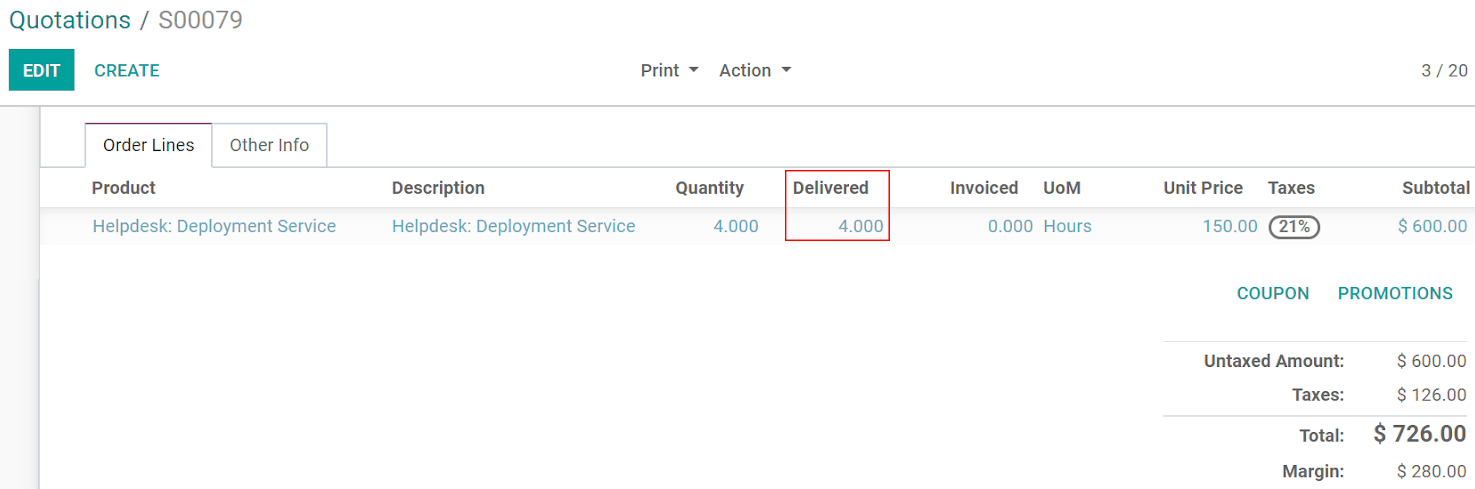 Quotations / S00079
EDIT CREATE Print Action 3 / 20
Order Lines Other Info
Product Description Quantity Delivered Invoiced UoM Unit Price Taxes Subtotal
Helpdesk: Deployment Service Helpdesk: Deployment Service 4.000 4.000 0.000 Hours 150.00 21% $ 600.00
COUPON PROMOTIONS
Untaxed Amount: $ 600.00
Taxes: $ 126.00
Total: $ 726.00
Margin: $ 280.00